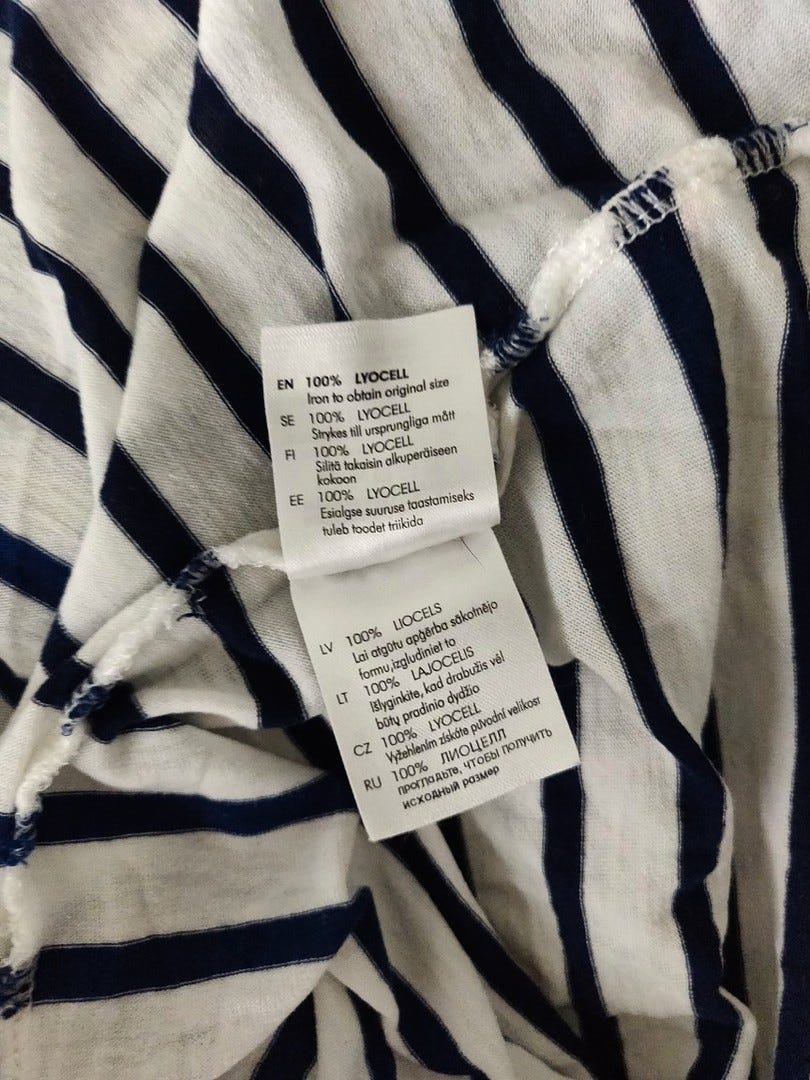 EN 100% LYOCELL
Iron to obtain original size
SE 100% LYOCELL
Strykes till ursprungliga mått
FI 100% LYOCELL
Silitä takaisin alkuperäiseen
kokoon
EE 100% LYOCELL
Esialgse suuruse taastamiseks
tuleb toodet triikida
LV 100% LIOCELS
Lai atgūtu apģērba sākotnējo
formu,izgludiniet to
LT 100% LAJOCELIS
Išlyginkite, kad drabužis vėl
būtų pradinio dydžio
CZ 100% LYOCELL
Vyžehlením získáte původní velikost
RU 100% ЛИОЦЕЛЛ
прогладьте, чтобы получить
исходный размер